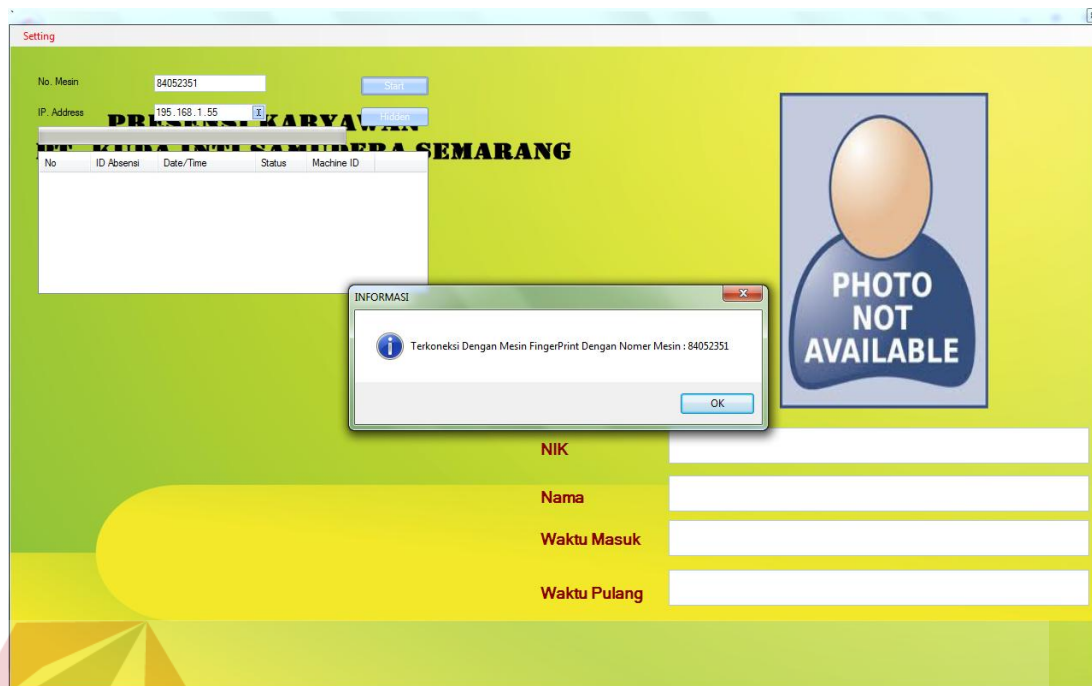 Setting
No. Mesin 84052351 Start
IP. Address 195 . 168 . 1 . 55 Hidden
PRESENSI KARYAWAN
SAMUDERA SEMARANG
No ID Absensi Date/Time Status Machine ID
PHOTO
NOT
AVAILABLE
INFORMASI
Terkoneksi Dengan Mesin FingerPrint Dengan Nomer Mesin : 84052351
OK
NIK
Nama
Waktu Masuk
Waktu Pulang